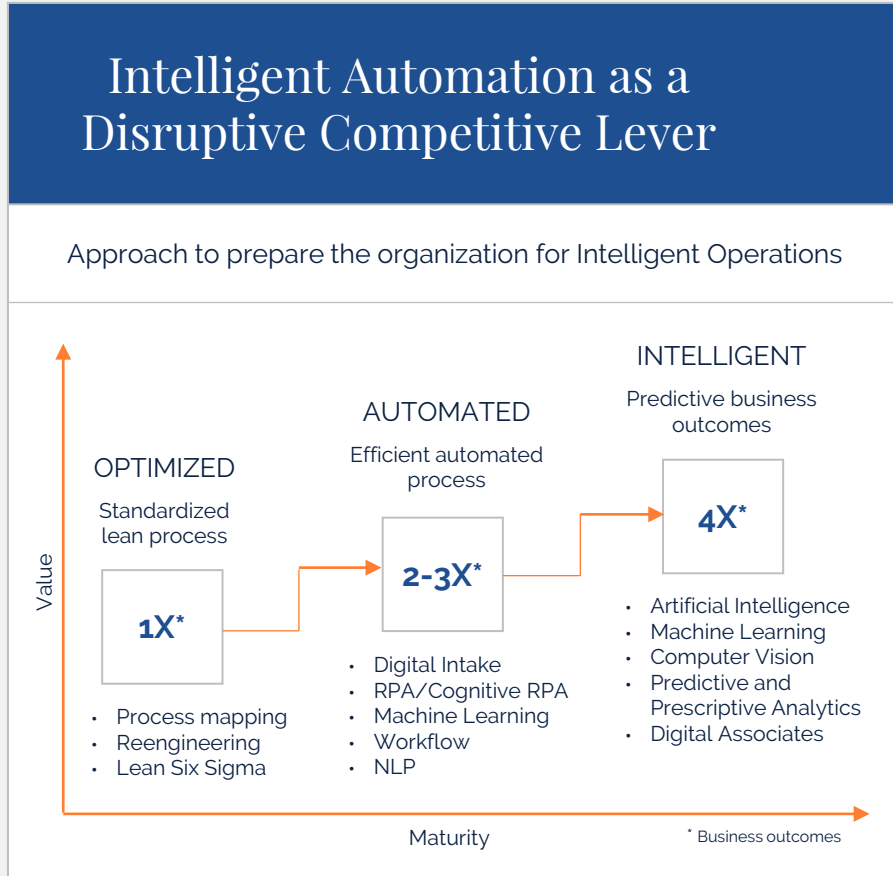 Intelligent Automation as a
Disruptive Competitive Lever
Approach to prepare the organization for Intelligent Operations
Value
OPTIMIZED
Standardized
lean process
1X*
• Process mapping
• Reengineering
• Lean Six Sigma
AUTOMATED
Efficient automated
process
2-3X*
• Digital Intake
• RPA/Cognitive RPA
• Machine Learning
• Workflow
• NLP
INTELLIGENT
Predictive business
outcomes
4X*
• Artificial Intelligence
• Machine Learning
• Computer Vision
• Predictive and
Prescriptive Analytics
• Digital Associates
Maturity
* Business outcomes